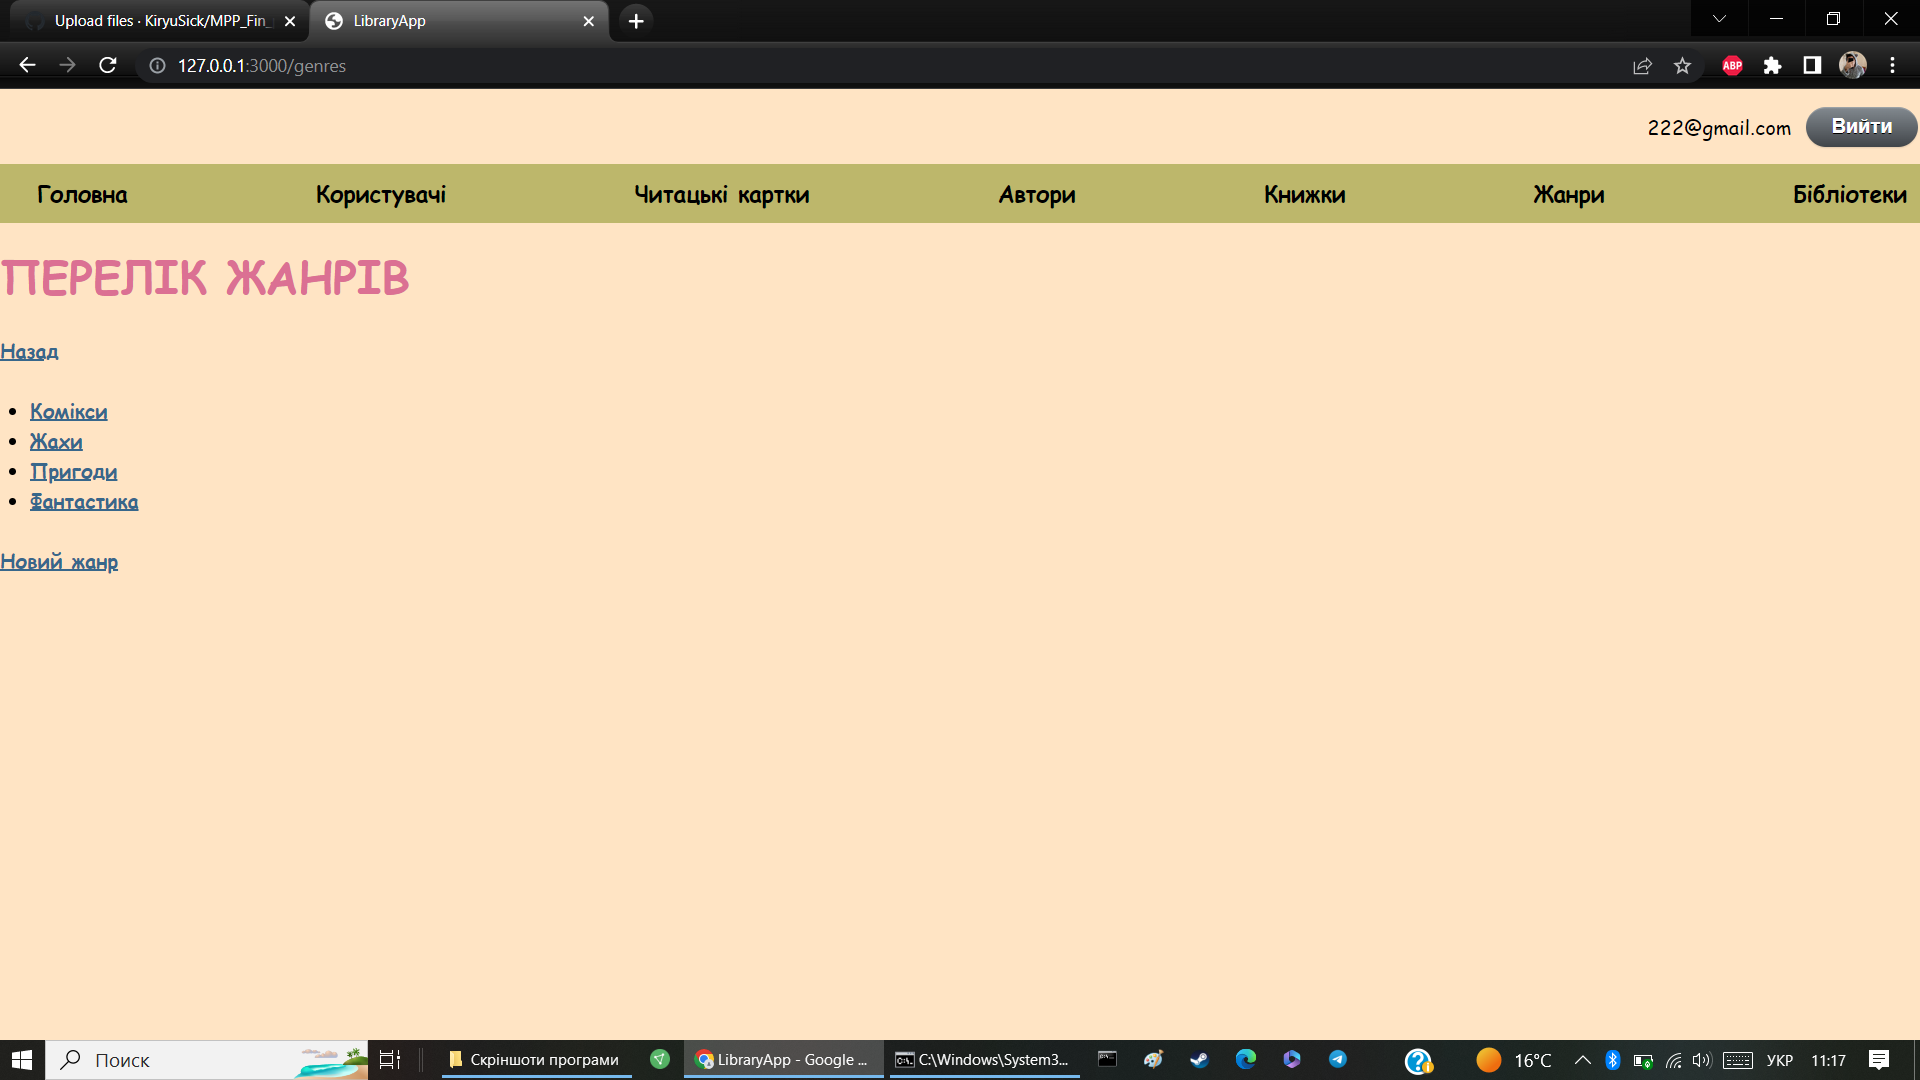 Upload files · KiryuSick/MPP_Fin_
LibraryApp
127.0.0.1:3000/genres
ABP
222@gmail.com
Вийти
Головна
Користувачі
Читацькі картки
Автори
Книжки
Жанри
Бібліотеки
ПЕРЕЛІК ЖАНРІВ
Назад
Комікси
Жахи
Пригоди
Фантастика
Новий жанр
Поиск
Скріншоти програми
LibraryApp - Google ...
C:\Windows\System3...
16°C
УКР
11:17